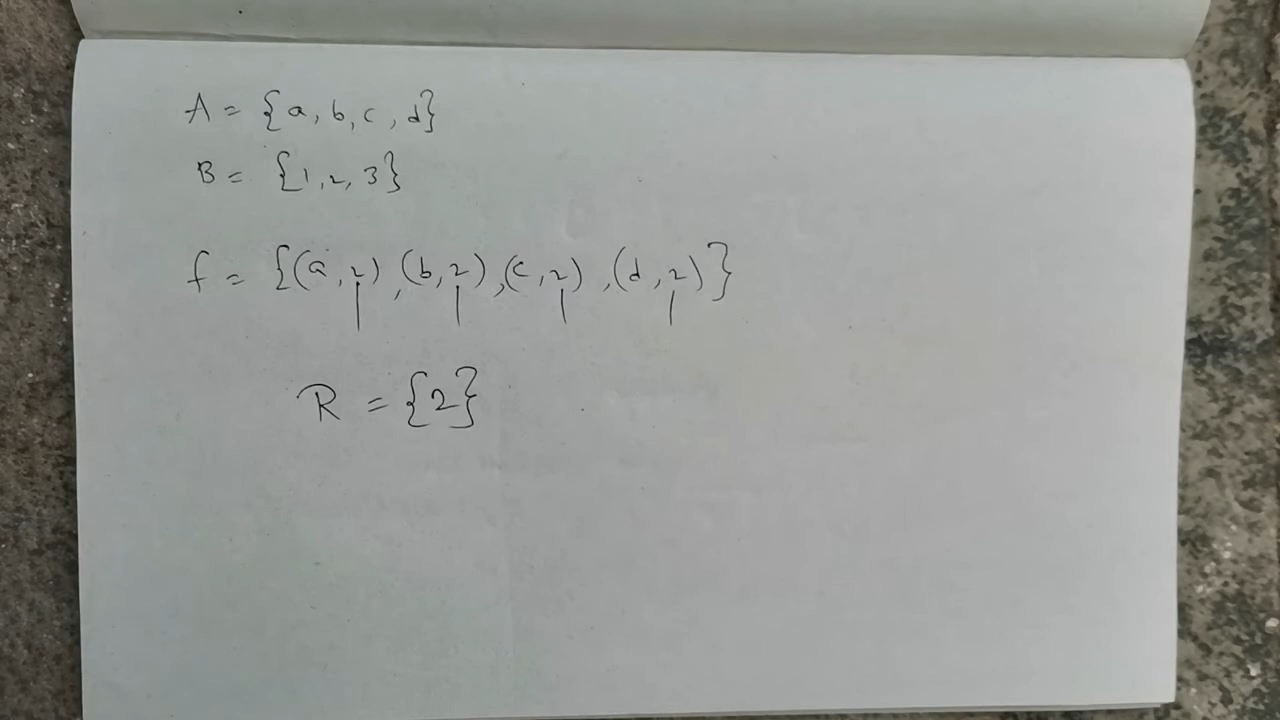 A = {a, b, c, d}
B = {1, 2, 3}
f = {(a, 2), (b, 2), (c, 2), (d, 2)}
R = {2}